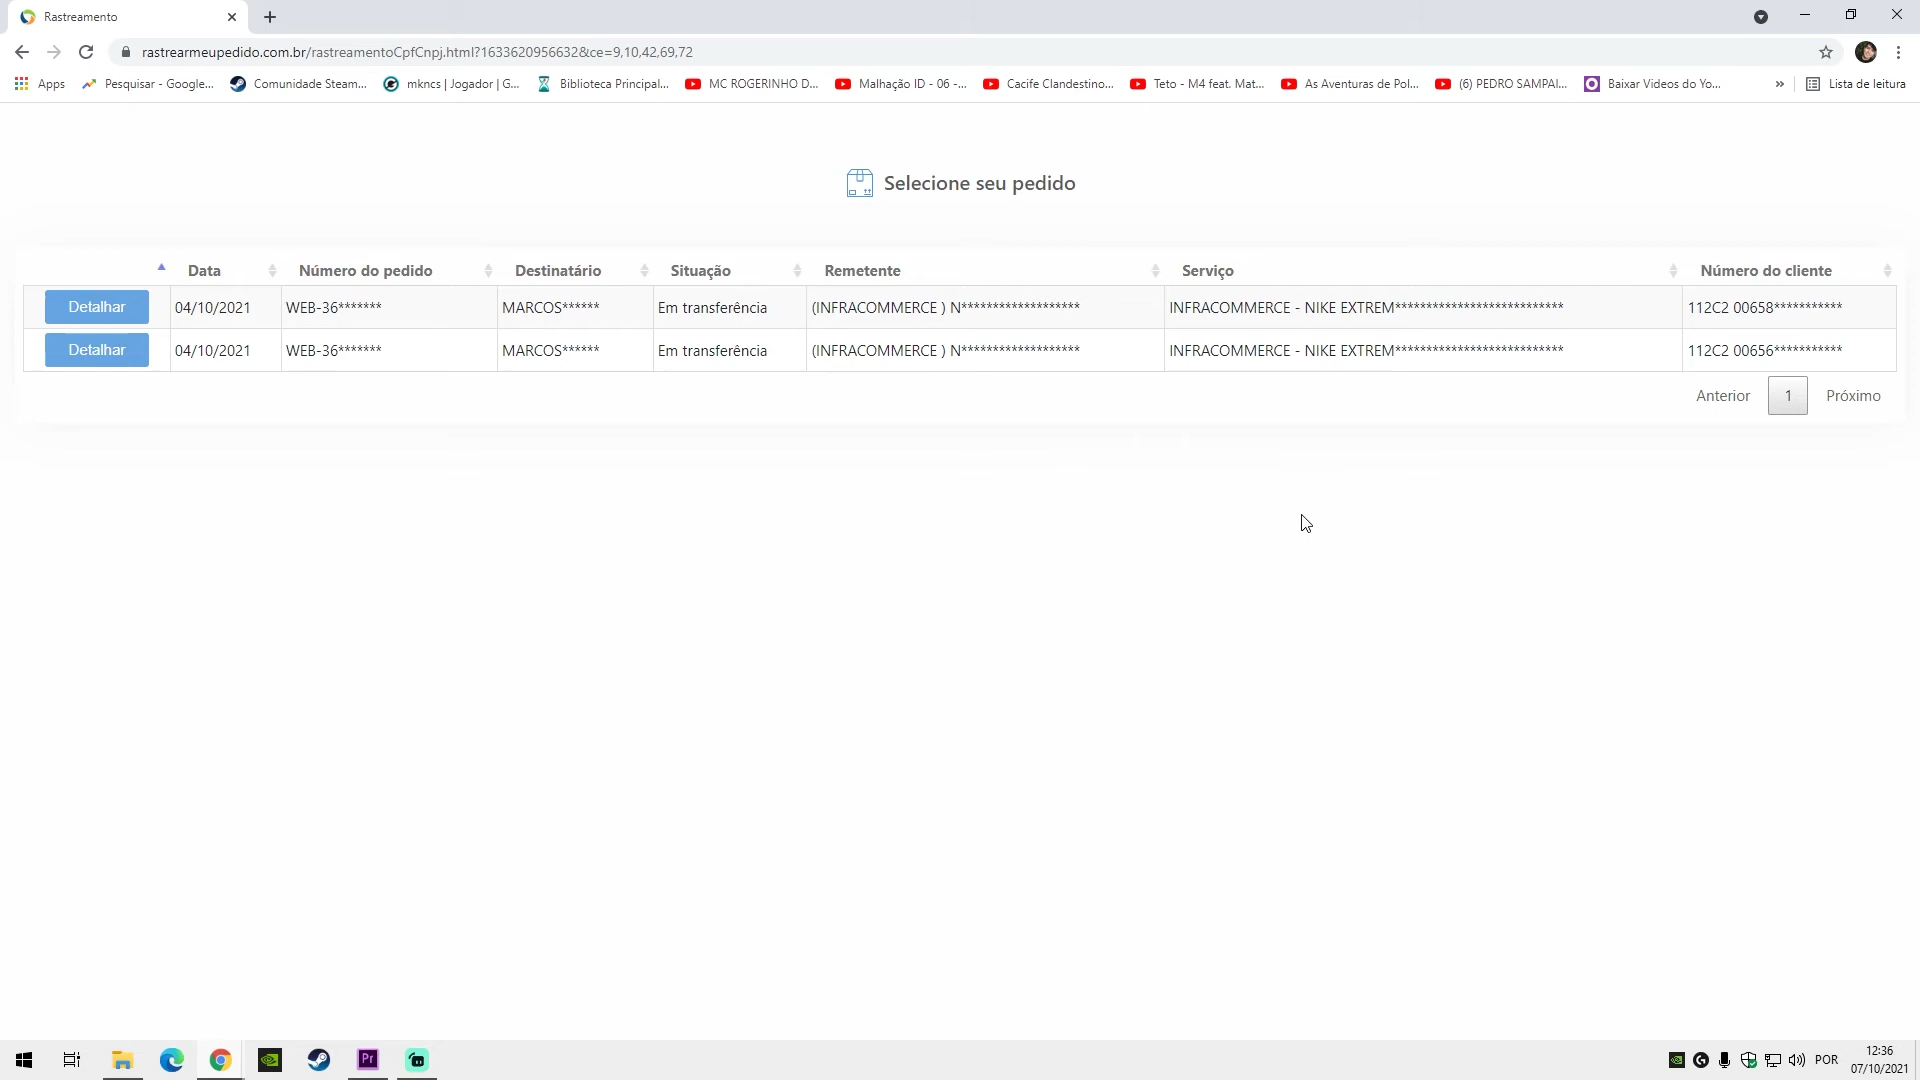 Rastreamento
rastrearmeupedido.com.br/rastreamentoCpfCnpj.html?1633620956632&ce=9,10,42,69,72
Apps Pesquisar - Google... Comunidade Steam... mkncs | Jogador | G... Biblioteca Principal... MC ROGERINHO D... Malhação ID - 06 -... Cacife Clandestino... Teto - M4 feat. Mat... As Aventuras de Pol... (6) PEDRO SAMPAI... Baixar Videos do Yo... » Lista de leitura
Selecione seu pedido
Data Número do pedido Destinatário Situação Remetente Serviço Número do cliente
Detalhar 04/10/2021 WEB-36******* MARCOS****** Em transferência (INFRACOMMERCE ) N******************* INFRACOMMERCE - NIKE EXTREM*************************** 112C2 00658***********
Detalhar 04/10/2021 WEB-36******* MARCOS****** Em transferência (INFRACOMMERCE ) N******************* INFRACOMMERCE - NIKE EXTREM*************************** 112C2 00656***********
Anterior 1 Próximo
Pr POR 12:36
07/10/2021